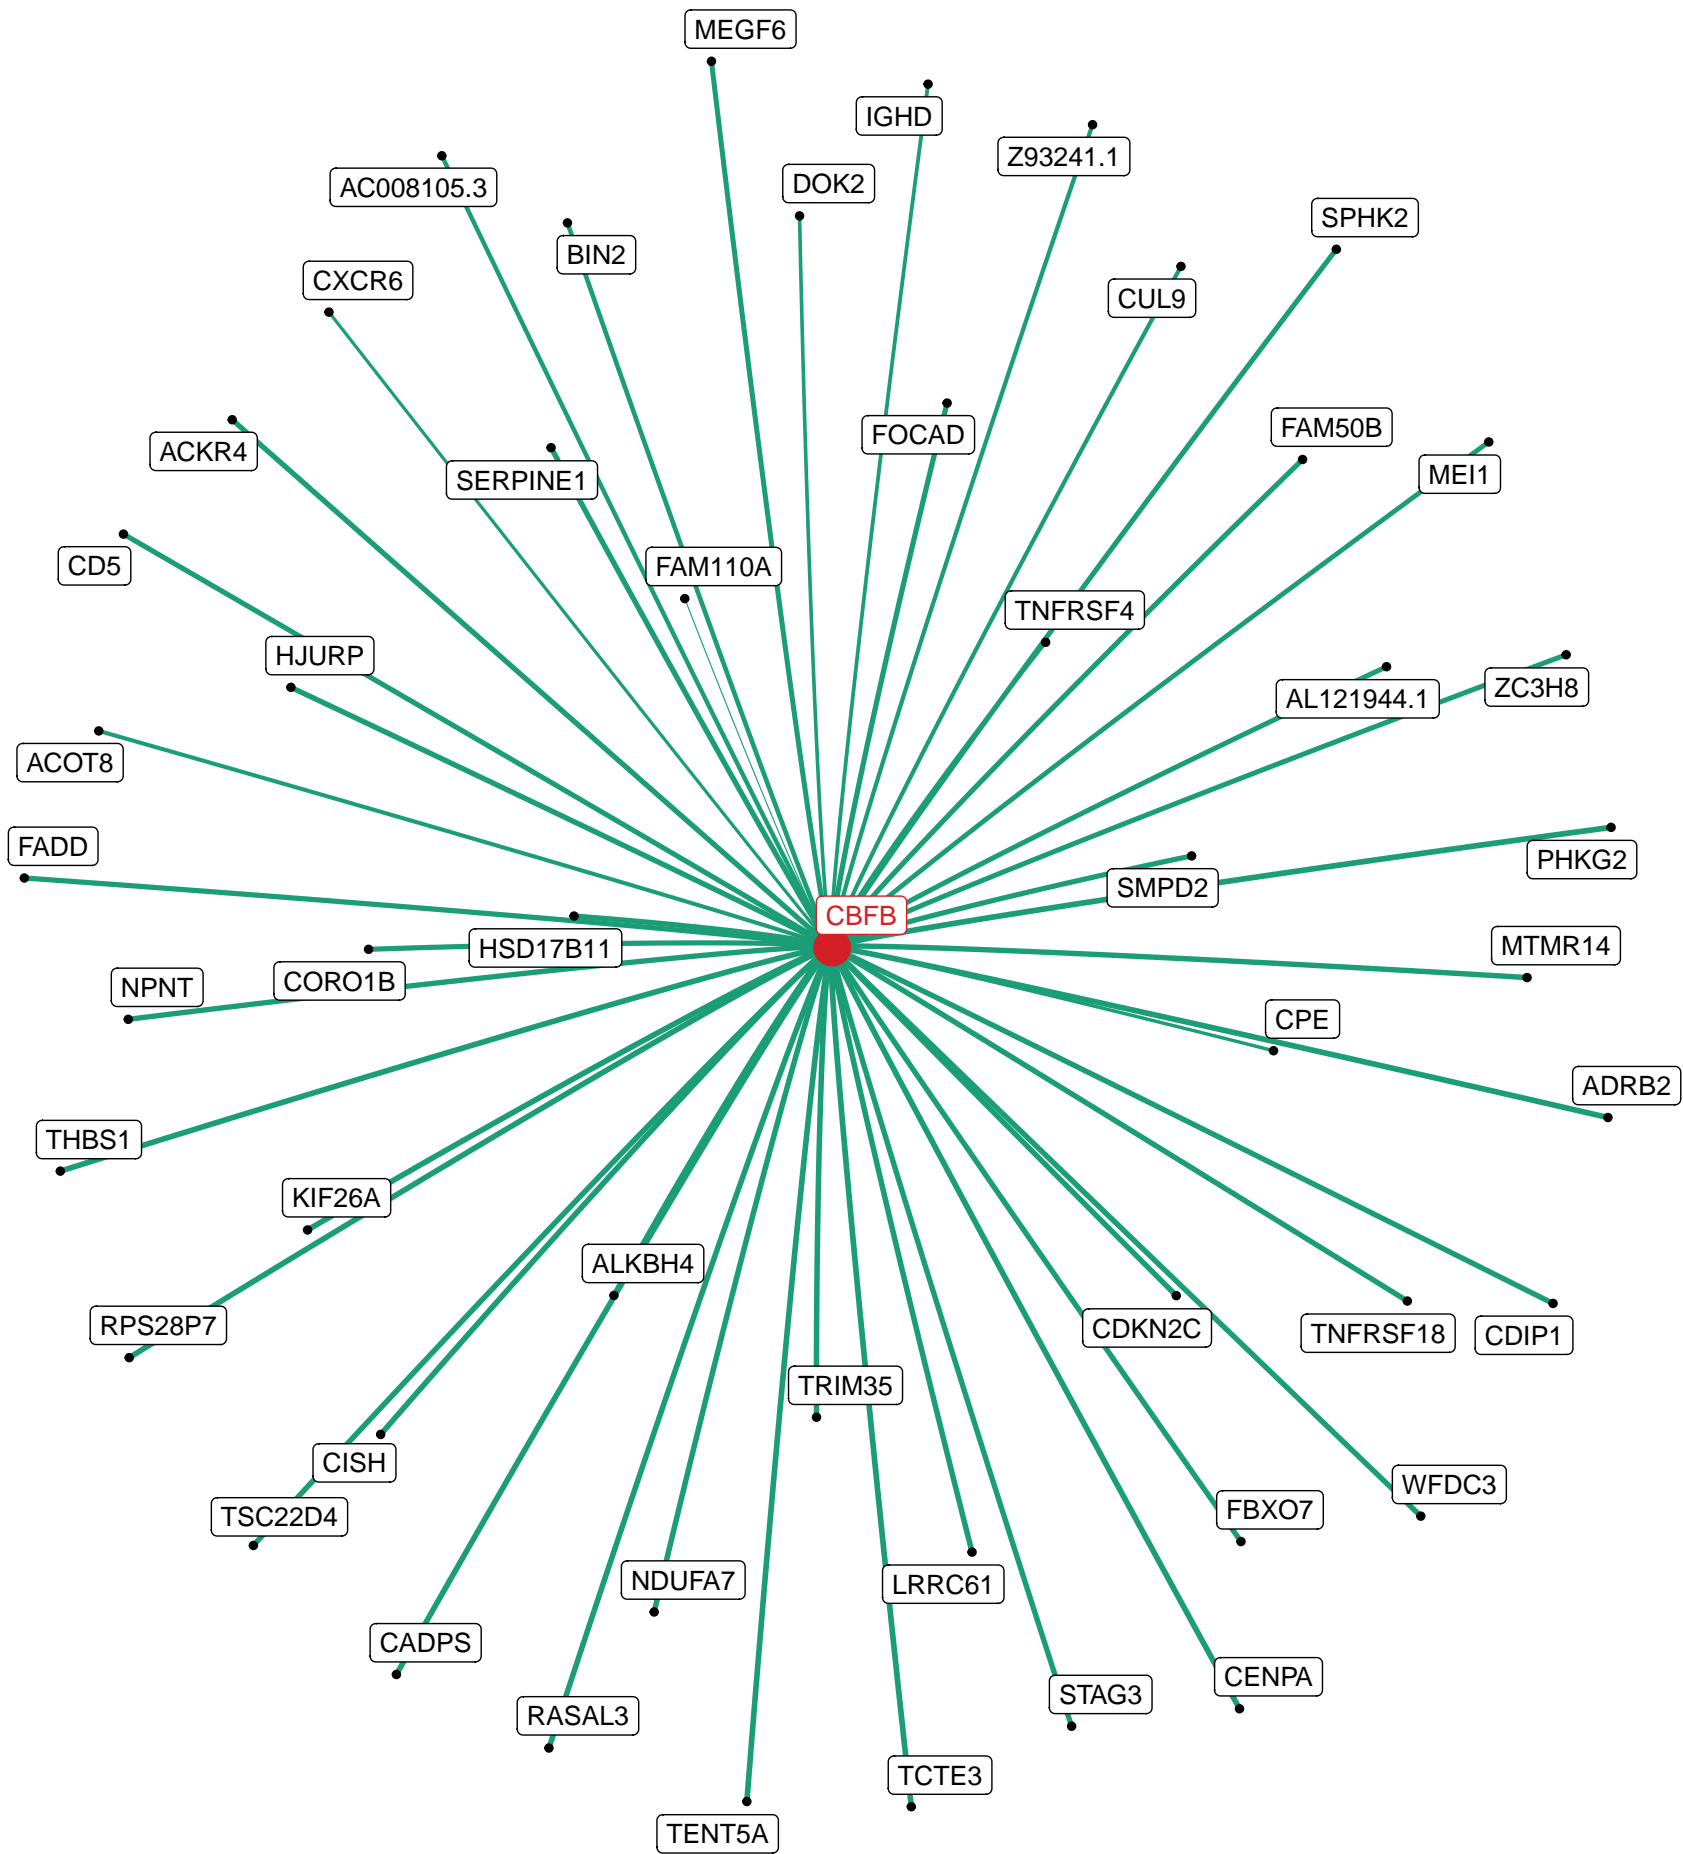 MEGF6
IGHD
Z93241.1
AC008105.3
DOK2
SPHK2
BIN2
CXCR6
CUL9
FOCAD
FAM50B
ACKR4
MEI1
SERPINE1
CD5
FAM110A
TNFRSF4
HJURP
ZC3H8
AL121944.1
ACOT8
FADD
PHKG2
SMPD2
CBFB
HSD17B11
MTMR14
CORO1B
NPNT
CPE
ADRB2
THBS1
KIF26A
ALKBH4
RPS28P7
CDKN2C
TNFRSF18
CDIP1
TRIM35
CISH
WFDC3
FBXO7
TSC22D4
NDUFA7
LRRC61
CADPS
CENPA
STAG3
RASAL3
TCTE3
TENT5A